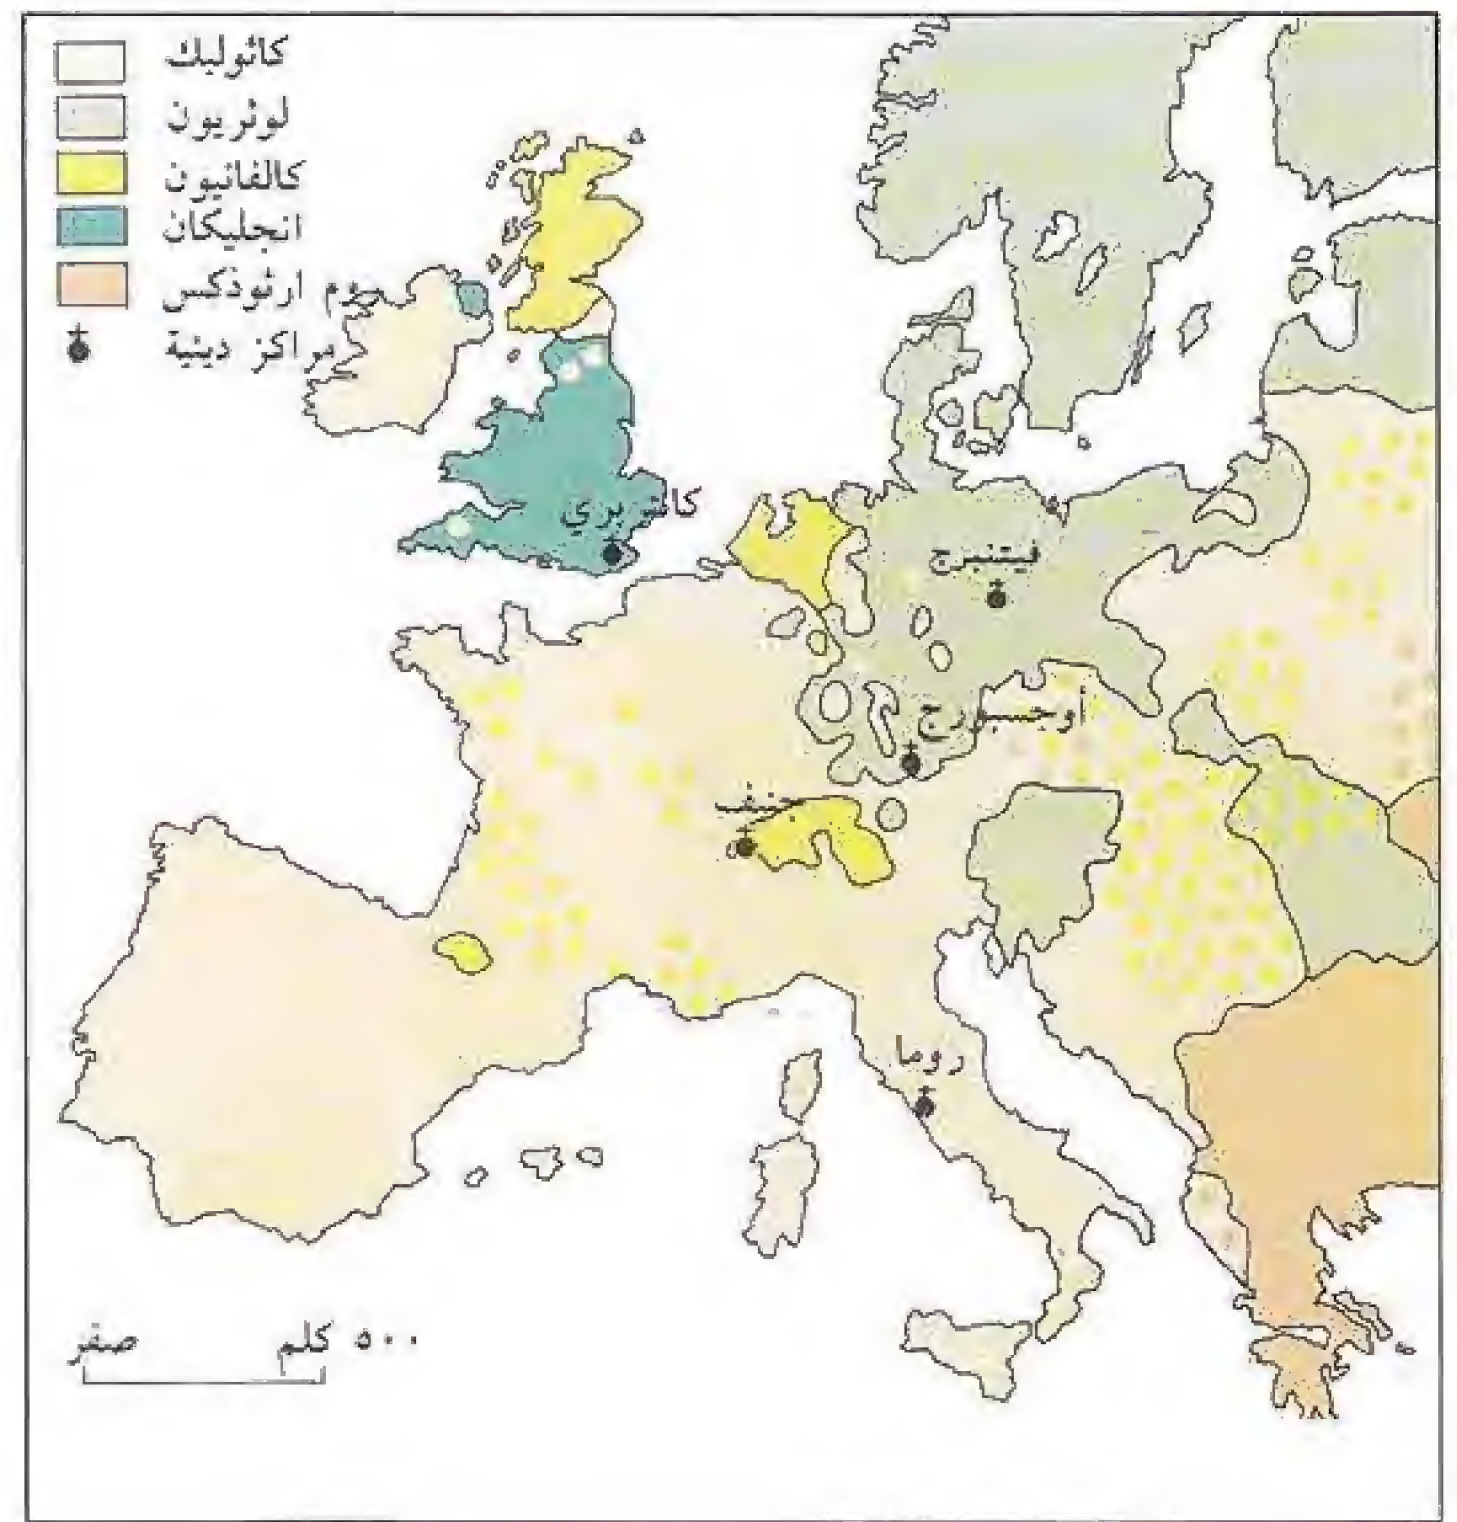 كاثوليك
لوثريون
كالفانيون
انجليكان
روم ارثوذكس
مراكز دينية
كانتربري
فيتنبرج
أوجسبورج
جنيف
روما
صفر ٥٠٠ كلم